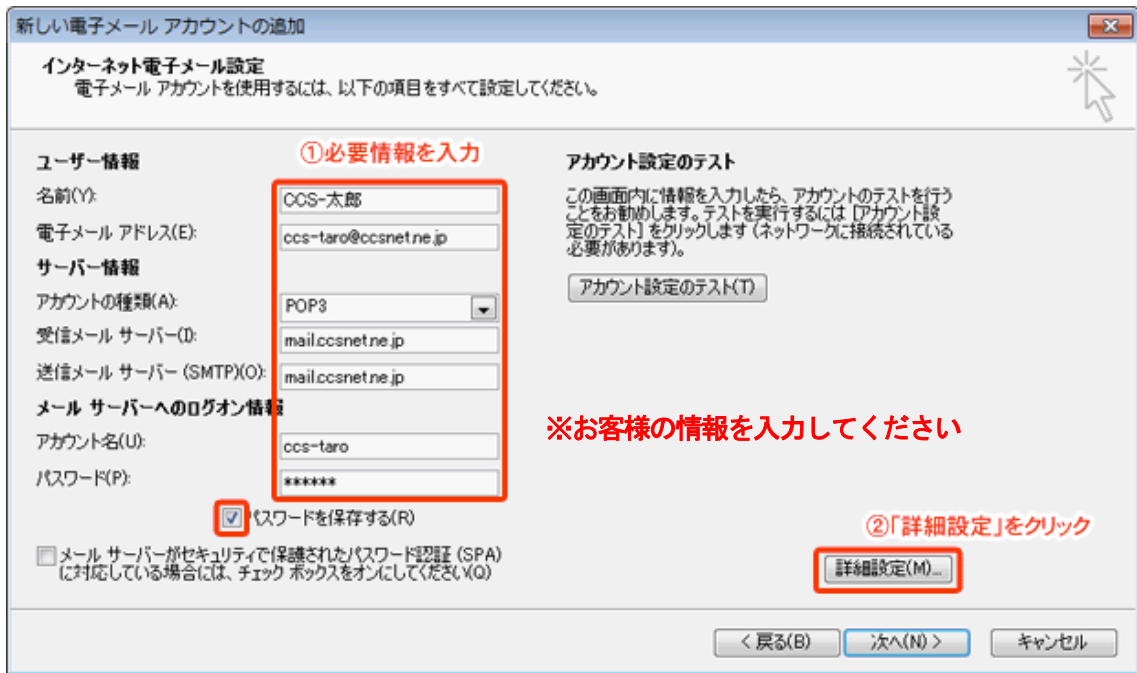 新しい電子メール アカウントの追加
インターネット電子メール設定
電子メール アカウントを使用するには、以下の項目をすべて設定してください。
①必要情報を入力
ユーザー情報
名前(Y):
CCS-太郎
電子メール アドレス(E):
ccs-taro@ccsnet.ne.jp
サーバー情報
アカウントの種類(A):
POP3
受信メール サーバー(I):
mail.ccsnet.ne.jp
送信メール サーバー (SMTP)(O):
mail.ccsnet.ne.jp
メール サーバーへのログオン情報
アカウント名(U):
ccs-taro
パスワード(P):
******
パスワードを保存する(R)
メール サーバーがセキュリティで保護されたパスワード認証 (SPA)
に対応している場合には、チェック ボックスをオンにしてください(Q)
アカウント設定のテスト
この画面内に情報を入力したら、アカウントのテストを行う
ことをお勧めします。テストを実行するには [アカウント設
定のテスト] をクリックします (ネットワークに接続されている
必要があります)。
アカウント設定のテスト(T)
※お客様の情報を入力してください
②「詳細設定」をクリック
詳細設定(M)...
< 戻る(B)
次へ(N) >
キャンセル